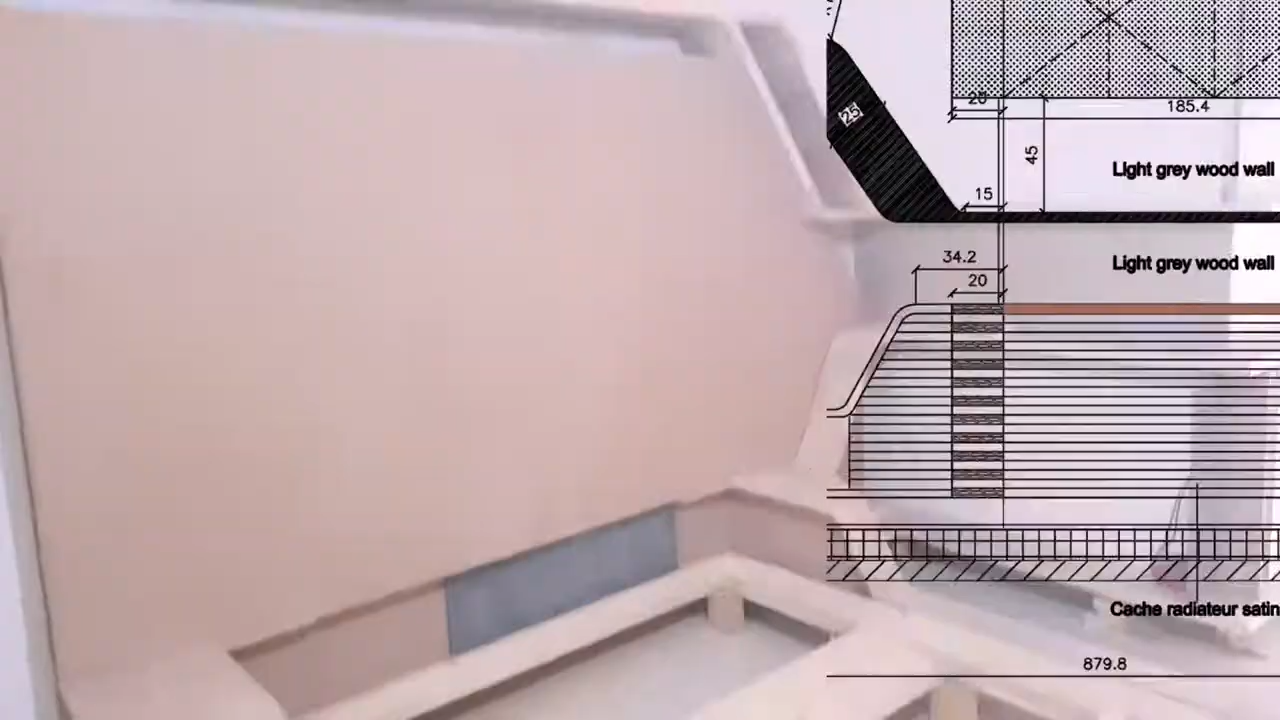 20
185.4
25
45
Light grey wood wall
15
34.2
Light grey wood wall
20
Cache radiateur satin
879.8